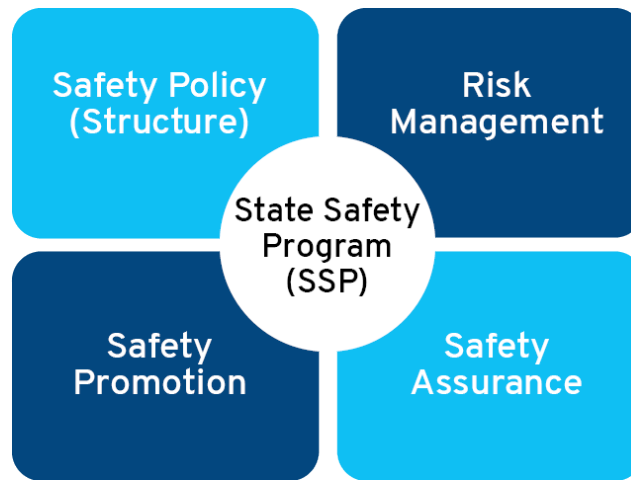 Safety Policy
(Structure)
Risk
Management
State Safety
Program
(SSP)
Safety
Promotion
Safety
Assurance